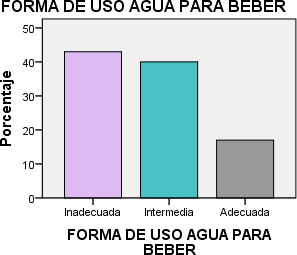 FORMA DE USO AGUA PARA BEBER
Porcentaje
50
40
30
20
10
0
Inadecuada
Intermedia
Adecuada
FORMA DE USO AGUA PARA
BEBER